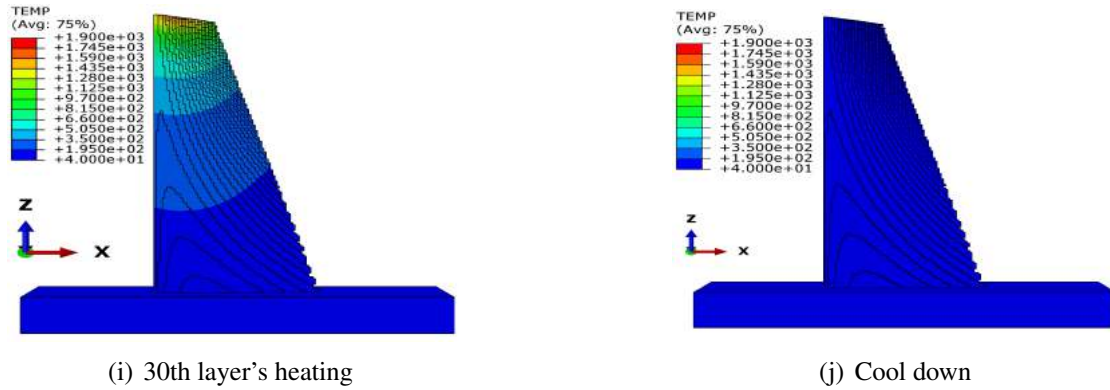 TEMP
(Avg: 75%)
+1.900e+03
+1.745e+03
+1.590e+03
+1.435e+03
+1.280e+03
+1.125e+03
+9.700e+02
+8.150e+02
+6.600e+02
+5.050e+02
+3.500e+02
+1.950e+02
+4.000e+01
Z
X
(i) 30th layer's heating
TEMP
(Avg: 75%)
+1.900e+03
+1.745e+03
+1.590e+03
+1.435e+03
+1.280e+03
+1.125e+03
+9.700e+02
+8.150e+02
+6.600e+02
+5.050e+02
+3.500e+02
+1.950e+02
+4.000e+01
Z
X
(j) Cool down